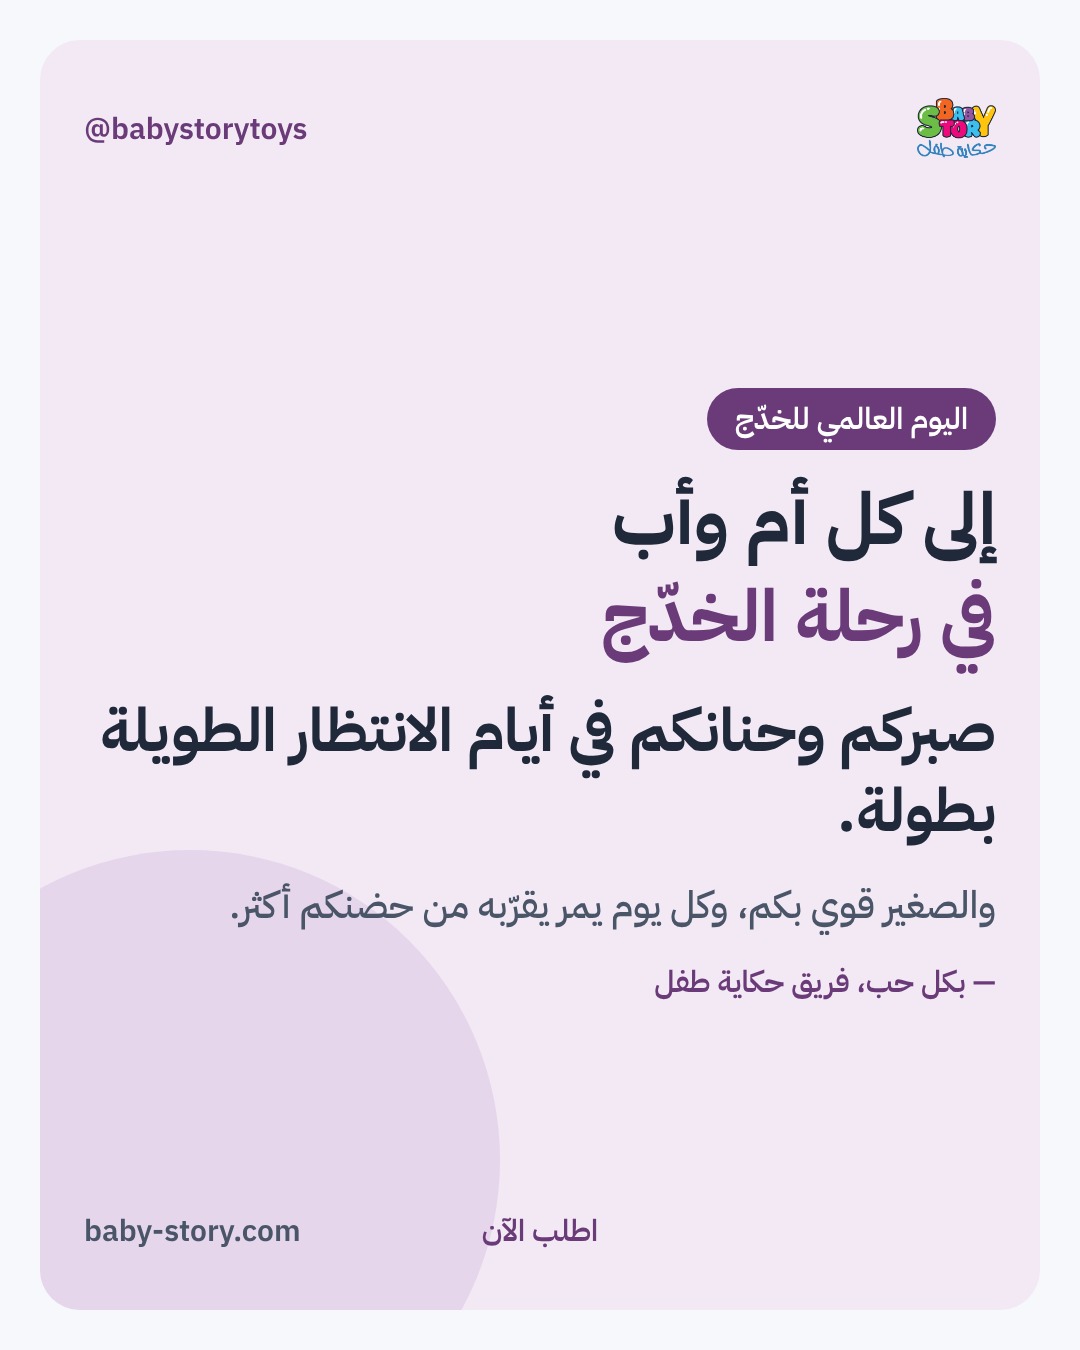 @babystorytoys
BABY STORY
حكاية طفل
اليوم العالمي للخدّج
إلى كل أم وأب
في رحلة الخدّج
صبركم وحنانكم في أيام الانتظار الطويلة
بطولة.
والصغير قوي بكم، وكل يوم يمر يقرّبه من حضنكم أكثر.
— بكل حب، فريق حكاية طفل
اطلب الآن
baby-story.com